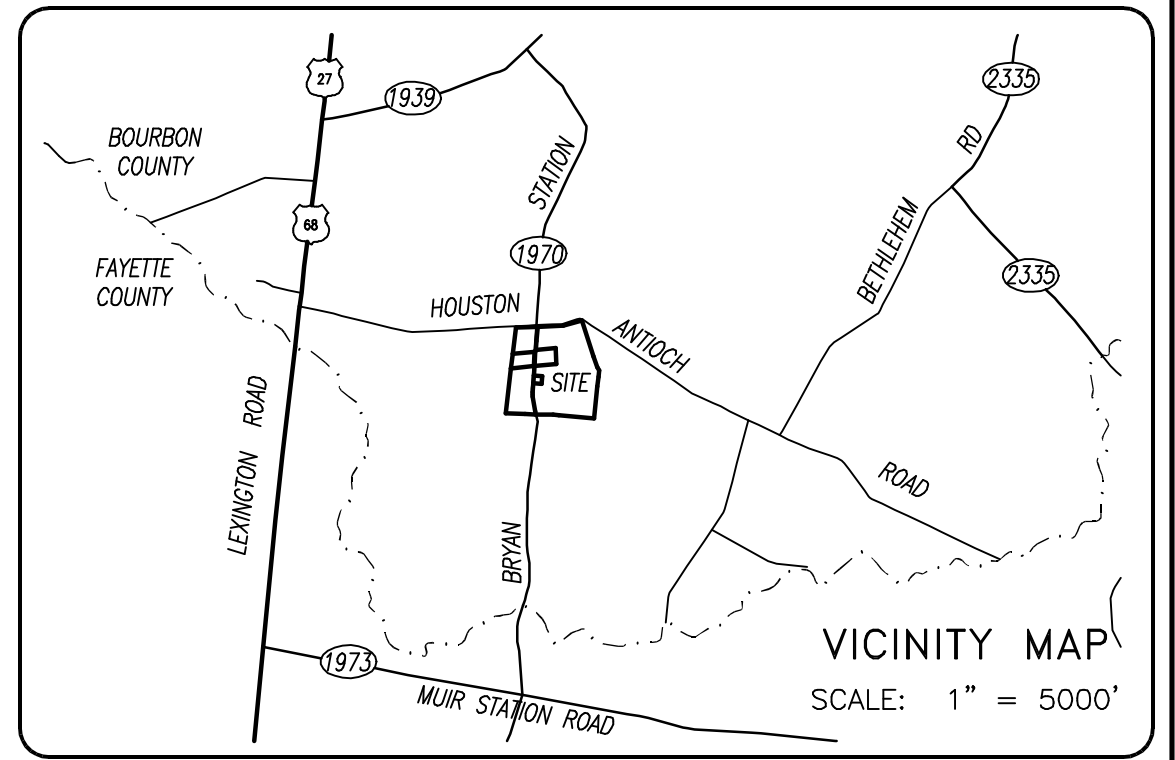 27
1939
2335
BOURBON
COUNTY
RD
STATION
68
BETHLEHEM
1970
FAYETTE
COUNTY
2335
HOUSTON
ANTIOCH
SITE
LEXINGTON ROAD
ROAD
BRYAN
VICINITY MAP
1973
MUIR STATION ROAD
SCALE: 1" = 5000'